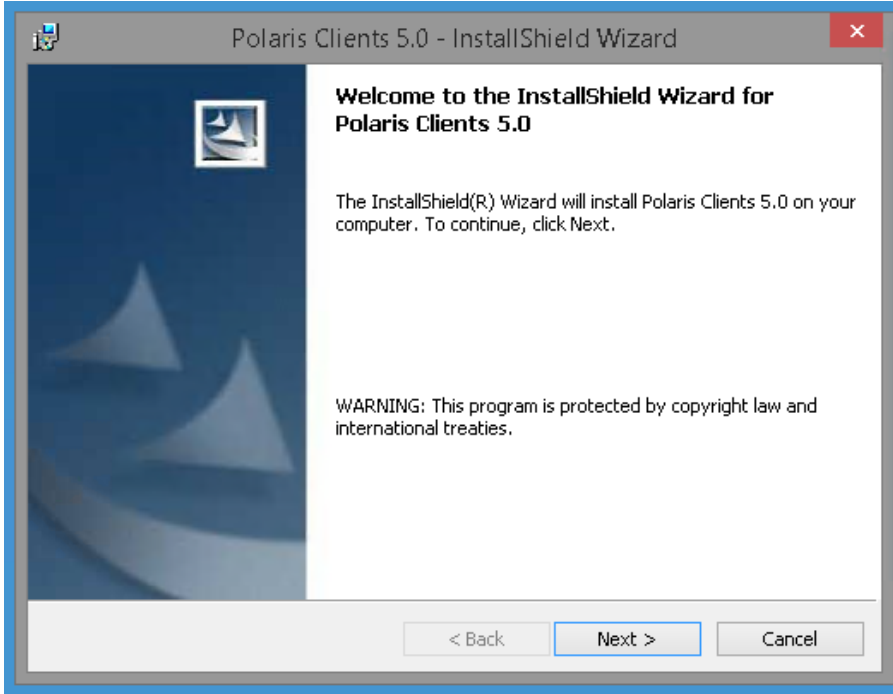 Polaris Clients 5.0 - InstallShield Wizard
Welcome to the InstallShield Wizard for
Polaris Clients 5.0
The InstallShield(R) Wizard will install Polaris Clients 5.0 on your
computer. To continue, click Next.
WARNING: This program is protected by copyright law and
international treaties.
< Back Next > Cancel